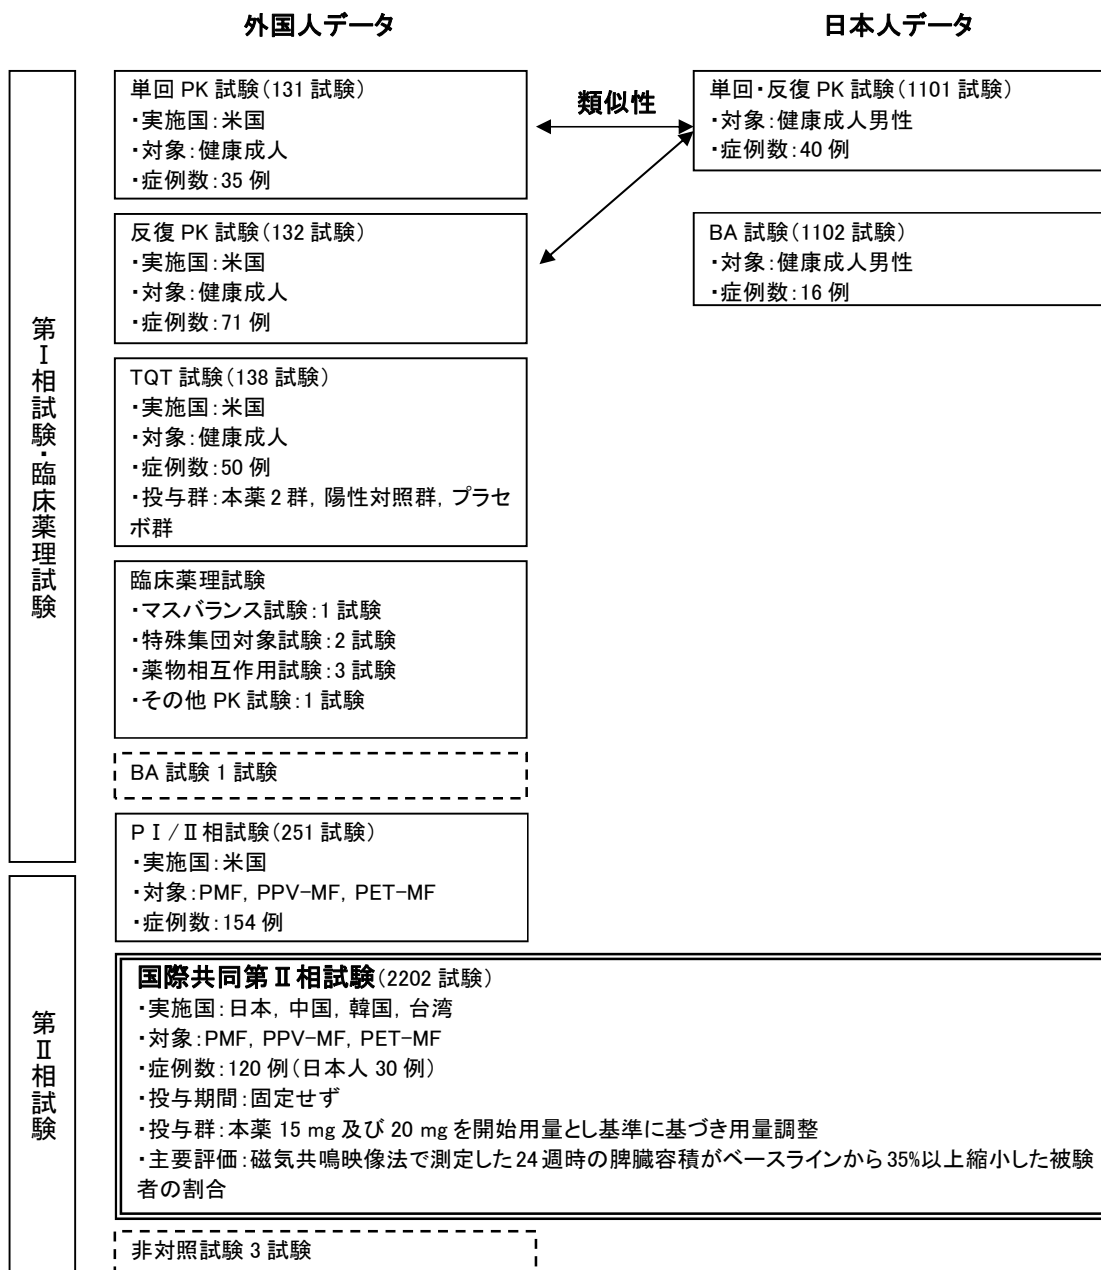 外国人データ
日本人データ
第Ⅰ相試験・臨床薬理試験
単回 PK 試験(131 試験)
・実施国:米国
・対象:健康成人
・症例数:35 例
類似性
単回・反復 PK 試験(1101 試験)
・対象:健康成人男性
・症例数:40 例
反復 PK 試験(132 試験)
・実施国:米国
・対象:健康成人
・症例数:71 例
BA 試験(1102 試験)
・対象:健康成人男性
・症例数:16 例
TQT 試験(138 試験)
・実施国:米国
・対象:健康成人
・症例数:50 例
・投与群:本薬 2 群, 陽性対照群, プラセ
ボ群
臨床薬理試験
・マスバランス試験:1 試験
・特殊集団対象試験:2 試験
・薬物相互作用試験:3 試験
・その他 PK 試験:1 試験
BA 試験 1 試験
PⅠ/Ⅱ相試験(251 試験)
・実施国:米国
・対象:PMF, PPV-MF, PET-MF
・症例数:154 例
第Ⅱ相試験
国際共同第Ⅱ相試験(2202 試験)
・実施国:日本, 中国, 韓国, 台湾
・対象:PMF, PPV-MF, PET-MF
・症例数:120 例(日本人 30 例)
・投与期間:固定せず
・投与群:本薬 15 mg 及び 20 mg を開始用量とし基準に基づき用量調整
・主要評価:磁気共鳴映像法で測定した 24 週時の脾臓容積がベースラインから 35%以上縮小した被験
者の割合
非対照試験 3 試験